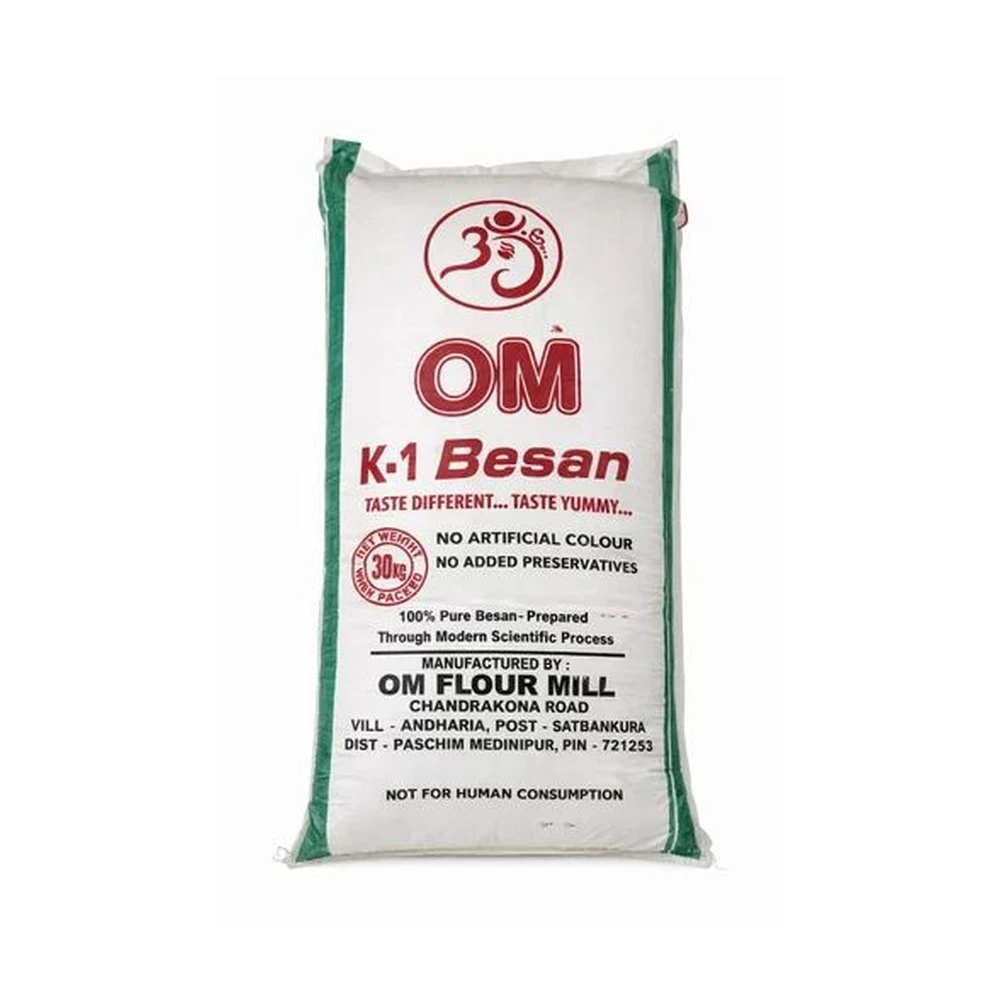 ॐ
OM
K-1 Besan
TASTE DIFFERENT... TASTE YUMMY...
NET WEIGHT
30KG
WHEN PACKED
NO ARTIFICIAL COLOUR
NO ADDED PRESERVATIVES
100% Pure Besan-Prepared
Through Modern Scientific Process
MANUFACTURED BY :
OM FLOUR MILL
CHANDRAKONA ROAD
VILL - ANDHARIA, POST - SATBANKURA
DIST - PASCHIM MEDINIPUR, PIN - 721253
NOT FOR HUMAN CONSUMPTION